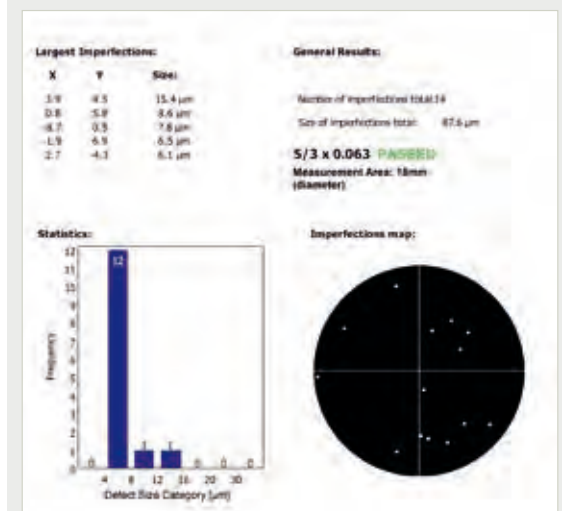 Largest Imperfections:
X Y Size:
3.9 4.5 15.4 µm
0.8 5.8 8.6 µm
0.5 7.8 µm
-1.9 6.9 6.5 µm
2.7 -4.3 6.1 µm
General Results:
Number of imperfections total:14
Size of imperfections total: 87.6 µm
5/3 x 0.063 PASSED
Measurement Area: 18mm
(diameter)
Statistics:
12
11
9
8
7
6
5
4
3
2
1
0
Frequency
12
1 1
0 0 0 0
4 8 12 16 20 30
Defect Size Category [µm]
Imperfections map: